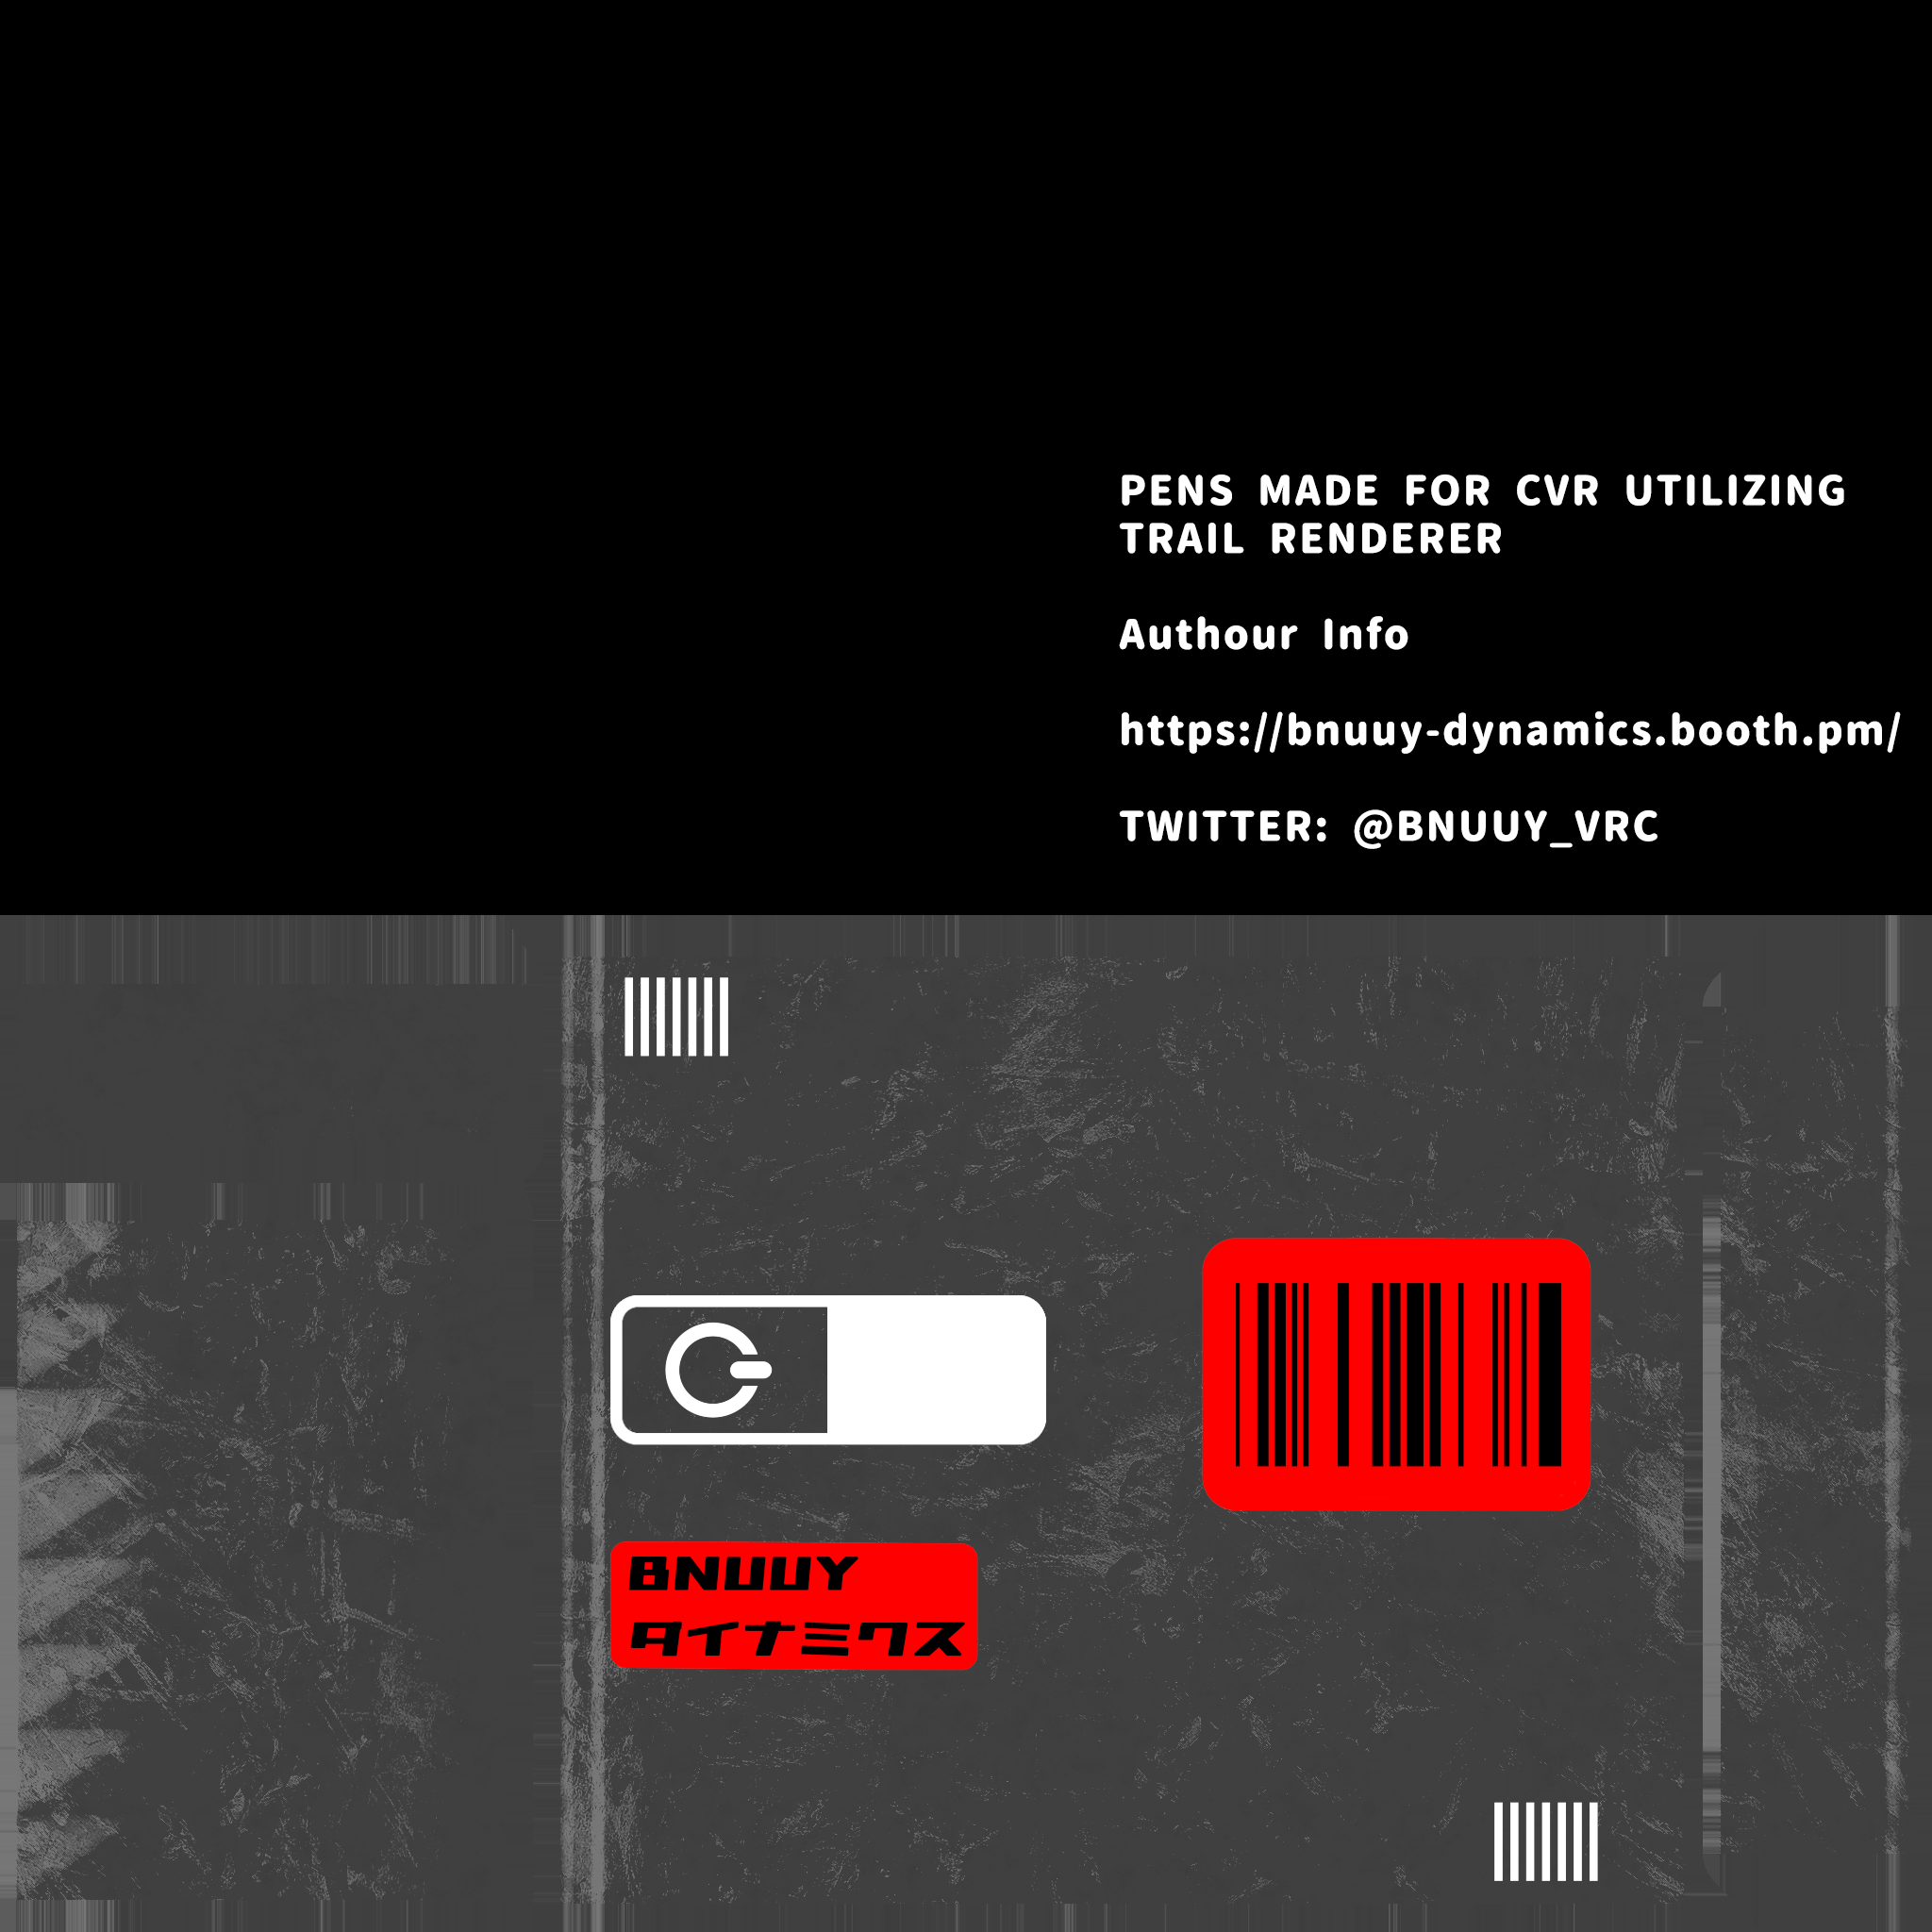 PENS MADE FOR CVR UTILIZING
TRAIL RENDERER
Authour Info
https://bnuuy-dynamics.booth.pm/
TWITTER: @BNUUY_VRC
BNUUY
タイナミクス